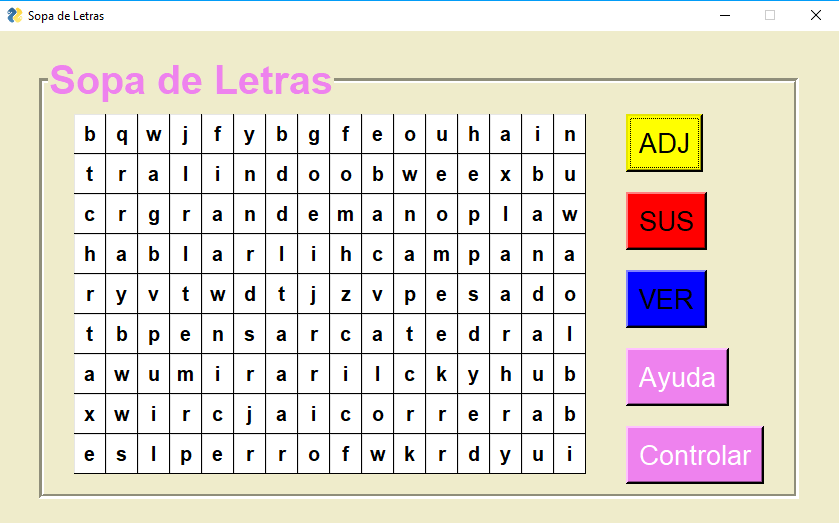 Sopa de Letras
Sopa de Letras
b q w j f y b g f e o u h a i n
t r a l i n d o o b w e e x b u
c r g r a n d e m a n o p l a w
h a b l a r l i h c a m p a n a
r y v t w d t j z v p e s a d o
t b p e n s a r c a t e d r a l
a w u m i r a r i l c k y h u b
x w i r c j a i c o r r e r a b
e s l p e r r o f w k r d y u i
ADJ
SUS
VER
Ayuda
Controlar